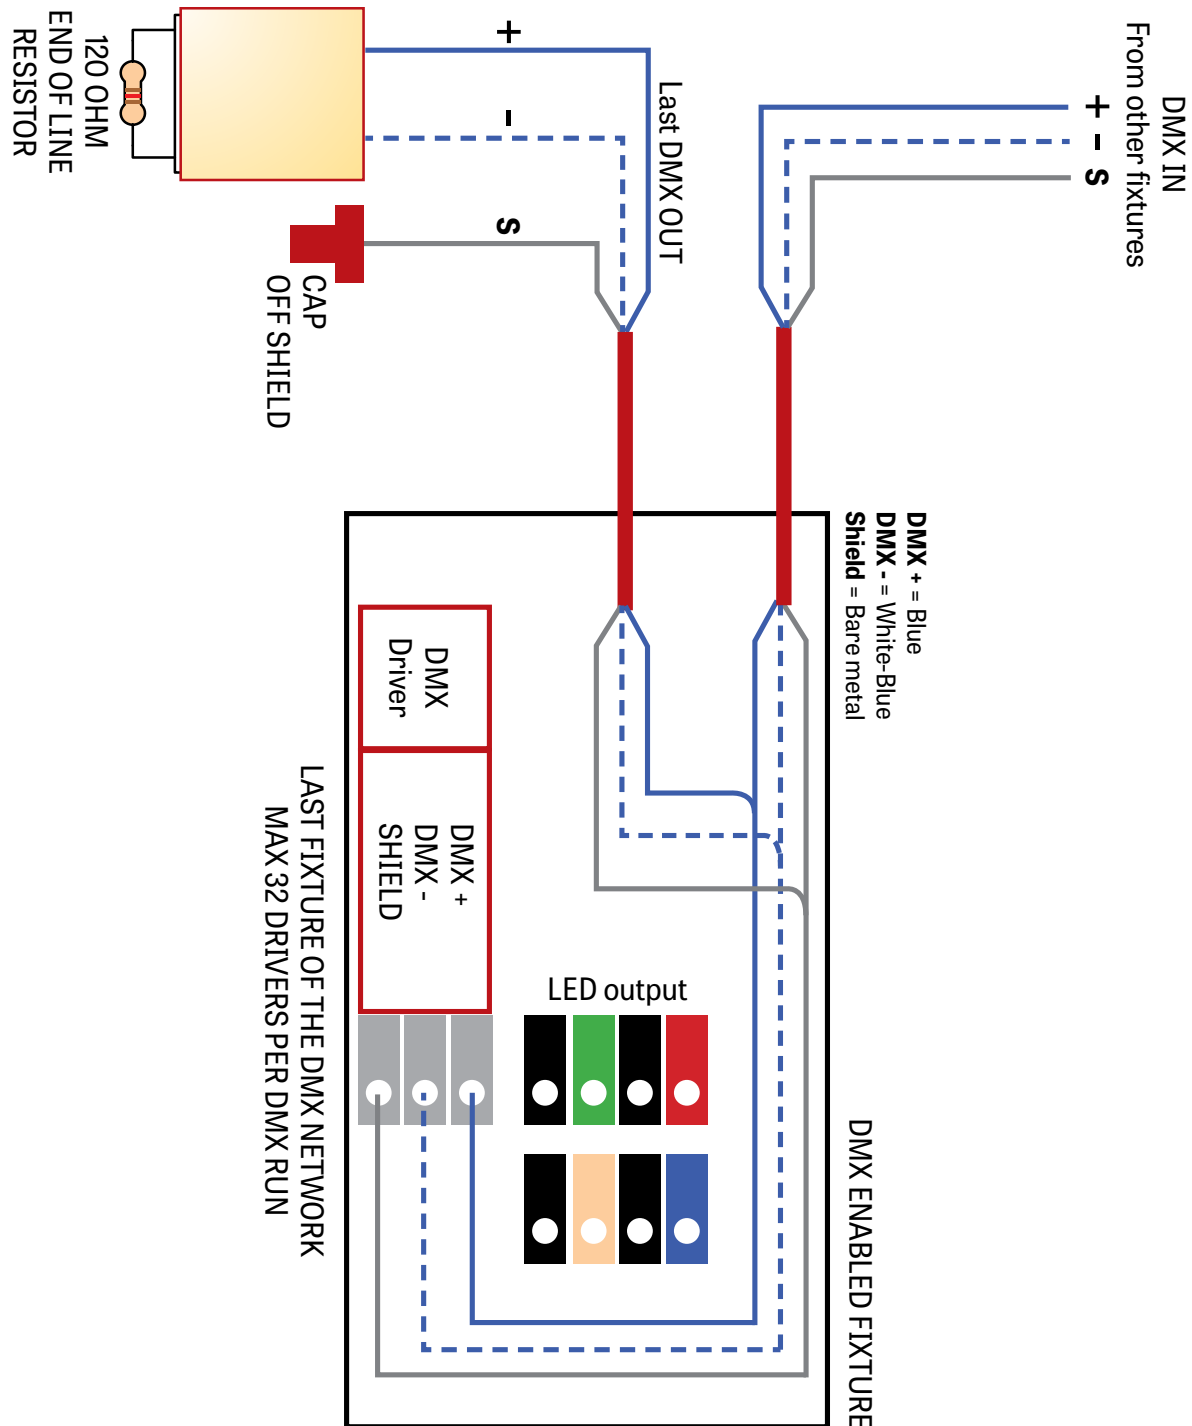 DMX IN
From other fixtures
+
-
S
Last DMX OUT
+
-
S
120 OHM
END OF LINE
RESISTOR
CAP
OFF SHIELD
DMX + = Blue
DMX - = White-Blue
Shield = Bare metal
DMX ENABLED FIXTURE
LED output
DMX
Driver
DMX +
DMX -
SHIELD
LAST FIXTURE OF THE DMX NETWORK
MAX 32 DRIVERS PER DMX RUN